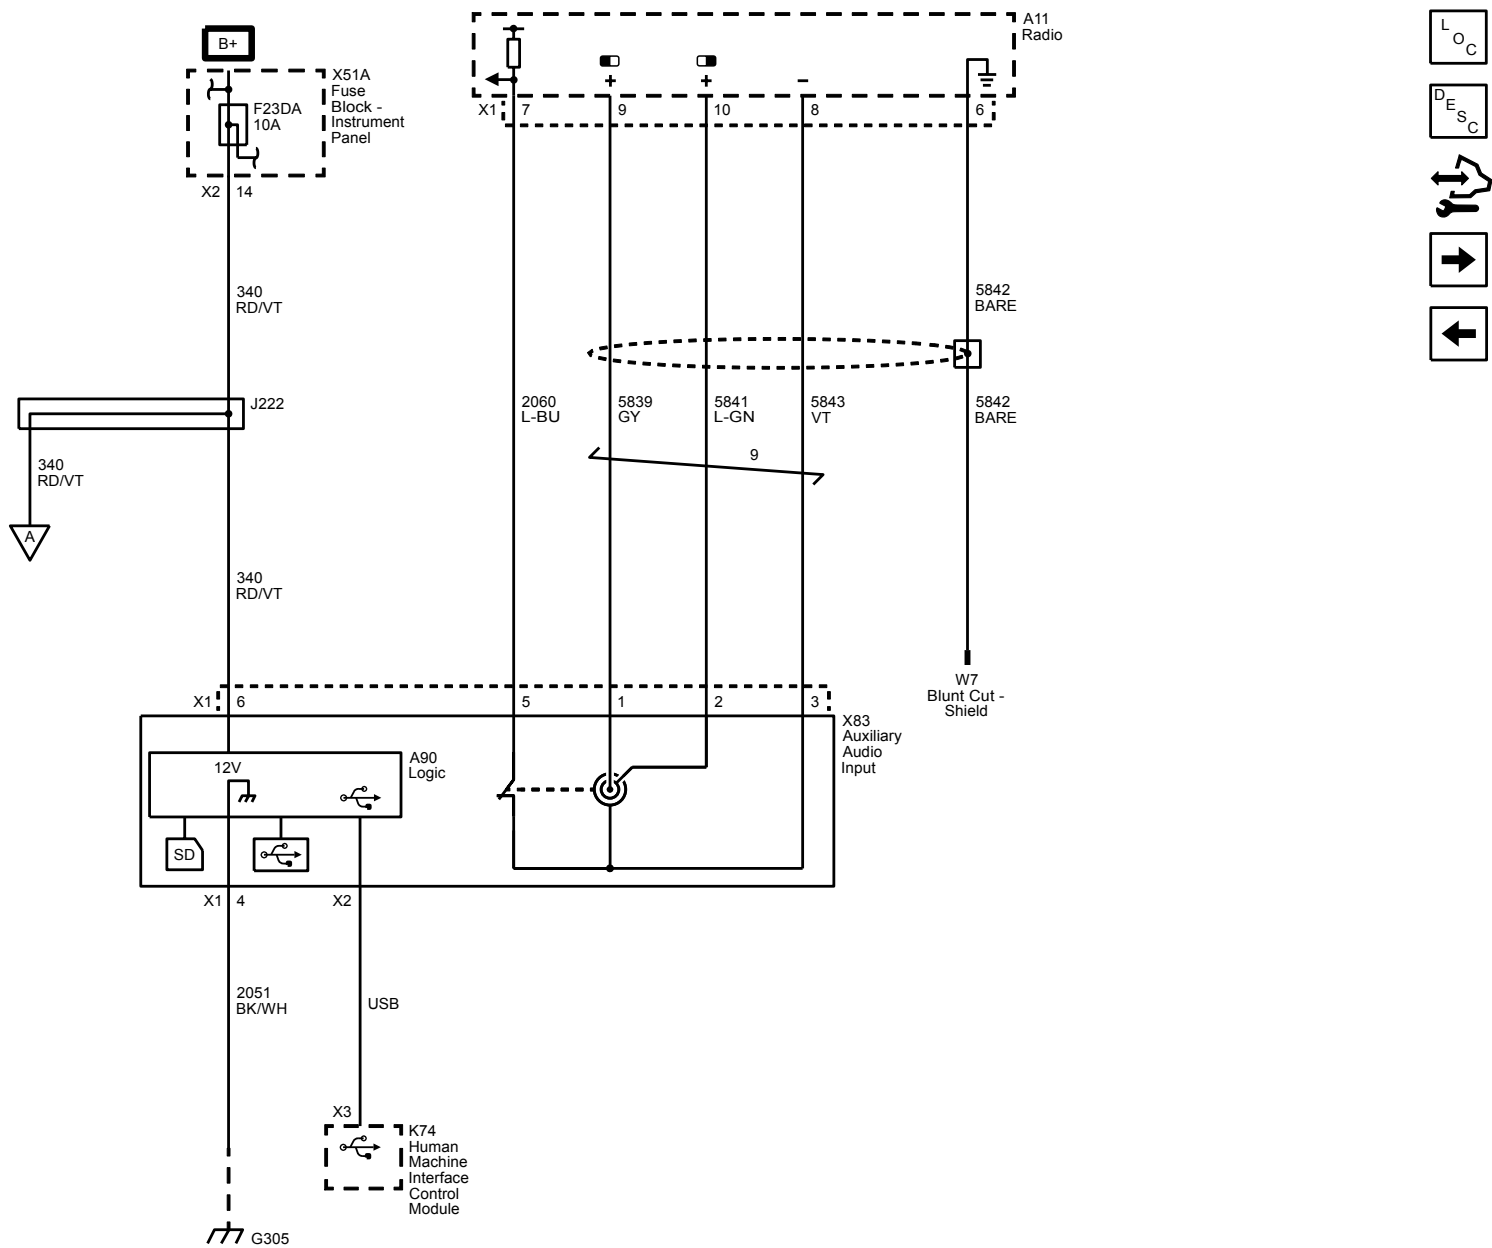 B+
X51A
Fuse
Block -
Instrument
Panel
F23DA
10A
X2 14
A11
Radio
+ + -
X1 7 9 10 8 6
L
O
C
D
E
S
C
340
RD/VT
5842
BARE
J222
340
RD/VT
A
2060
L-BU
5839
GY
5841
L-GN
5843
VT
5842
BARE
9
340
RD/VT
W7
Blunt Cut -
Shield
X1 6 5 1 2 3
X83
Auxiliary
Audio
Input
A90
Logic
12V
SD
X1 4 X2
2051
BK/WH
USB
X3
K74
Human
Machine
Interface
Control
Module
G305